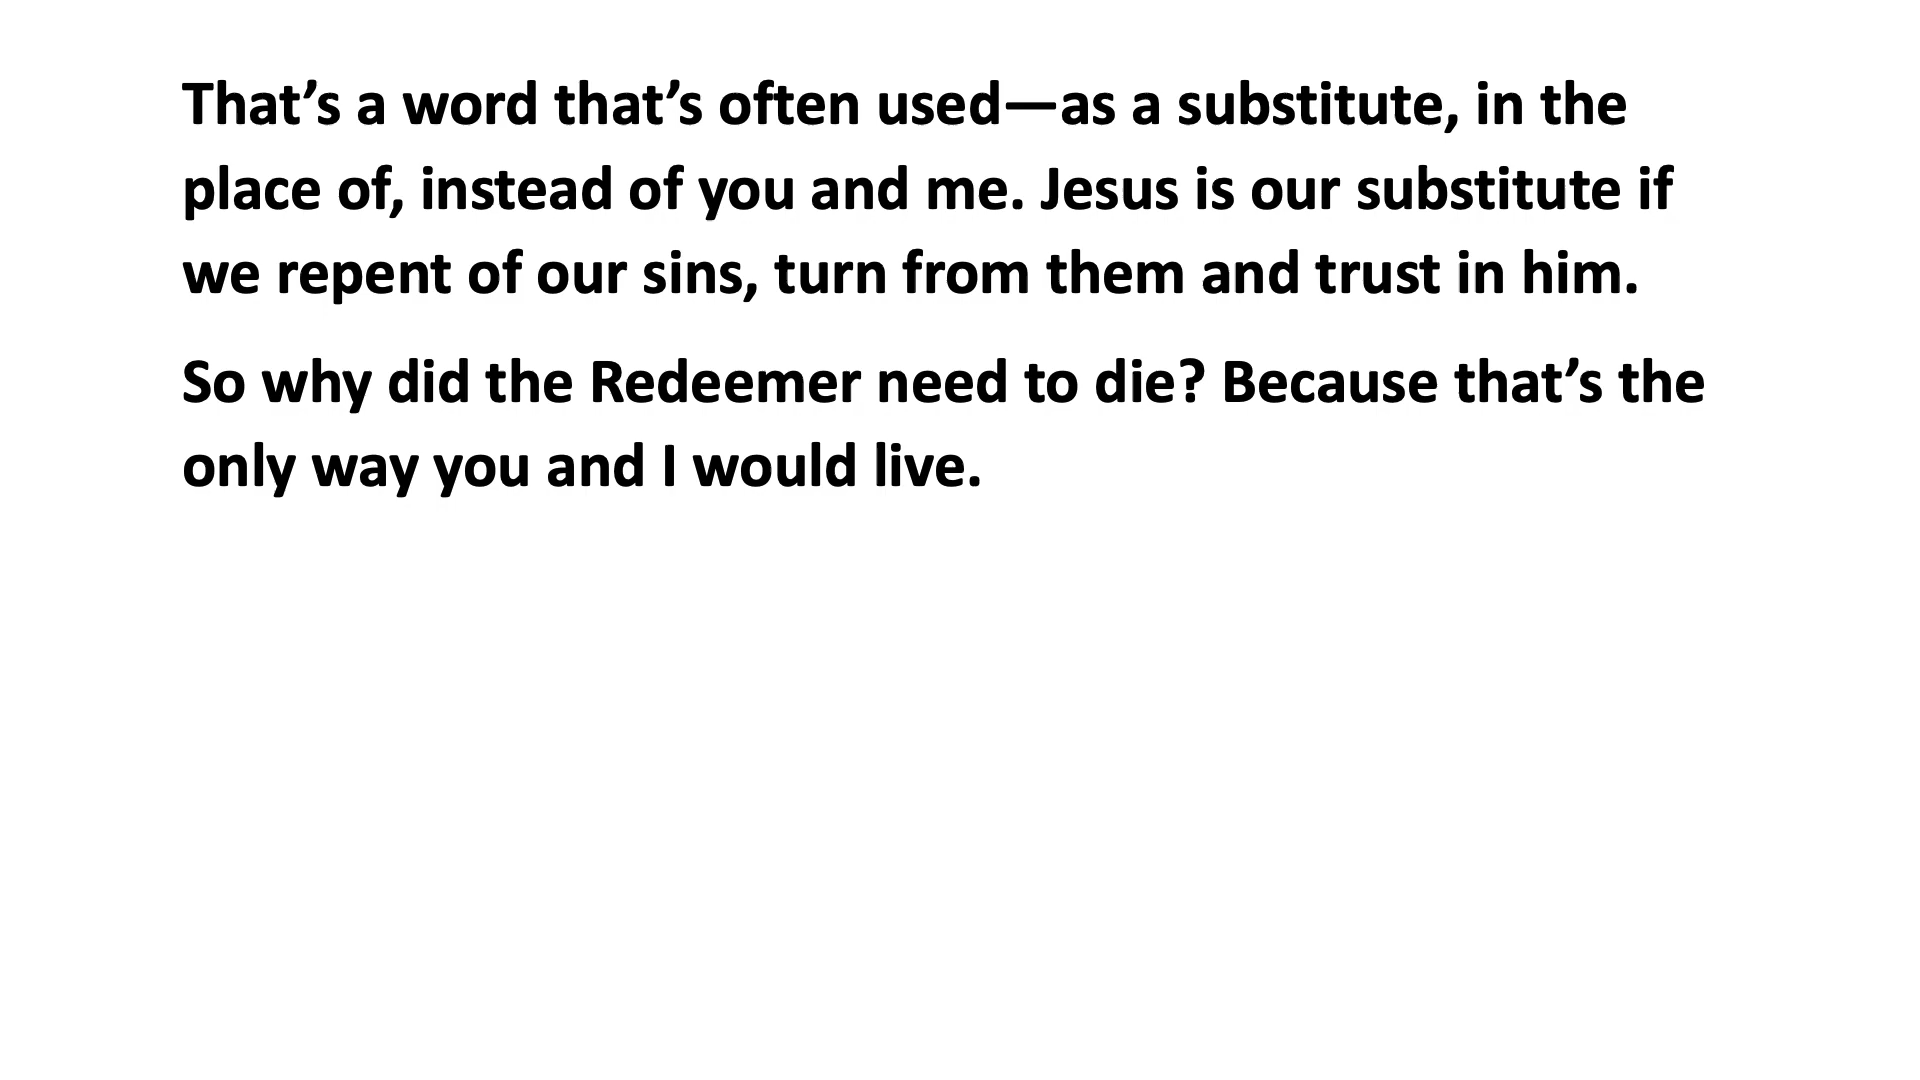 That’s a word that’s often used—as a substitute, in the
place of, instead of you and me. Jesus is our substitute if
we repent of our sins, turn from them and trust in him.
So why did the Redeemer need to die? Because that’s the
only way you and I would live.